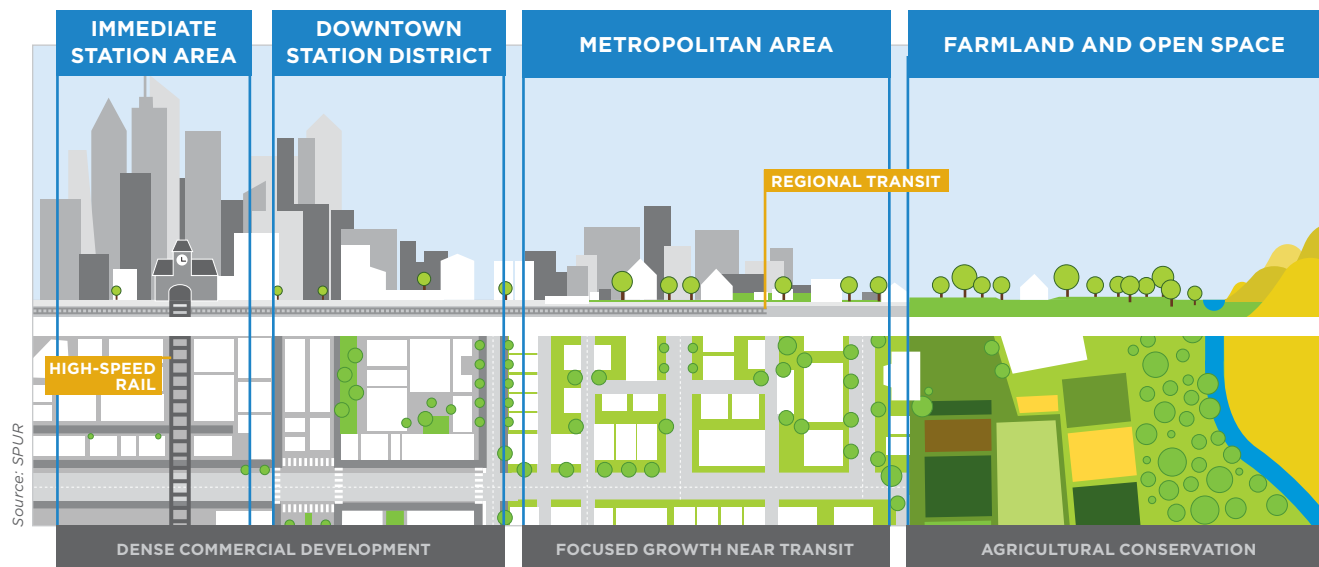 IMMEDIATE
STATION AREA
DOWNTOWN
STATION DISTRICT
METROPOLITAN AREA
FARMLAND AND OPEN SPACE
REGIONAL TRANSIT
HIGH-SPEED
RAIL
Source: SPUR
DENSE COMMERCIAL DEVELOPMENT
FOCUSED GROWTH NEAR TRANSIT
AGRICULTURAL CONSERVATION